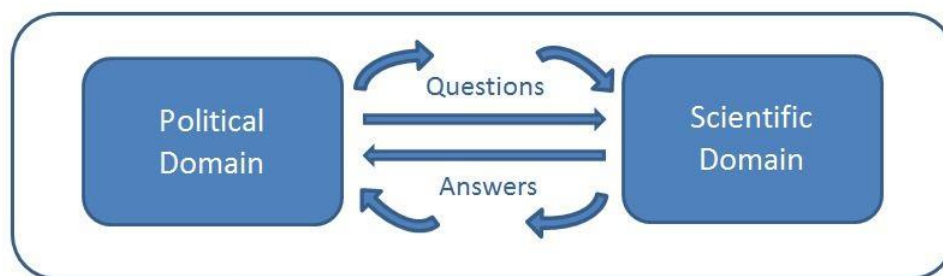 Political
Domain
Questions
Answers
Scientific
Domain